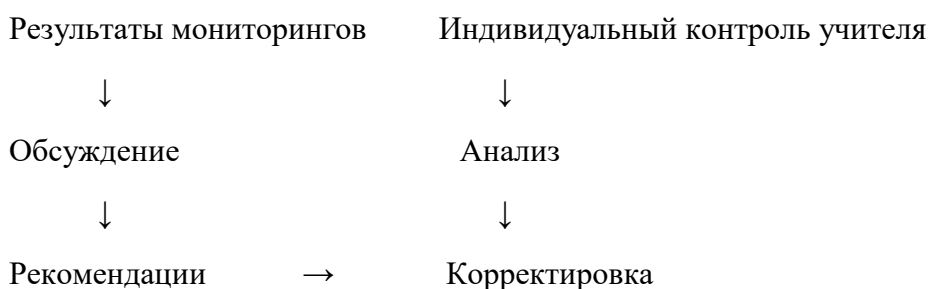 Результаты мониторингов Индивидуальный контроль учителя
↓ ↓
Обсуждение Анализ
↓ ↓
Рекомендации → Корректировка